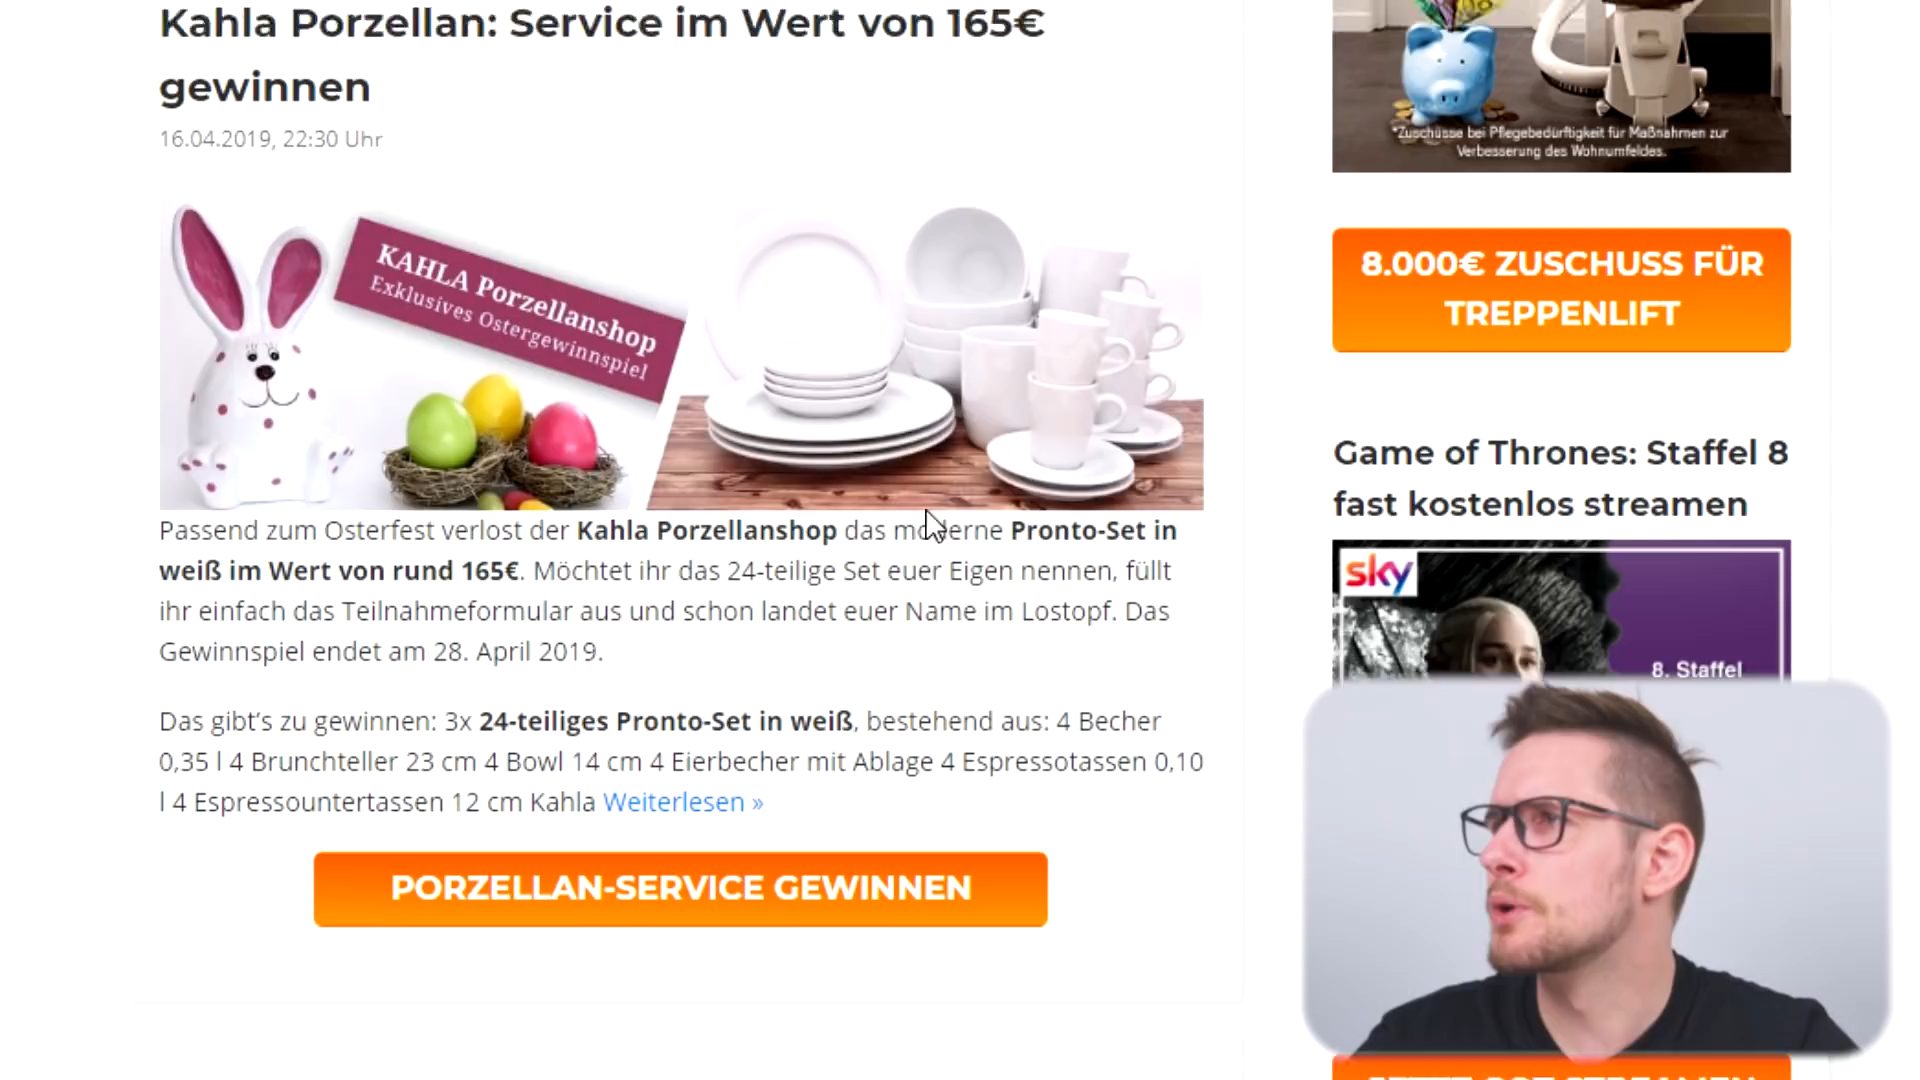 Kahla Porzellan: Service im Wert von 165€
gewinnen
16.04.2019, 22:30 Uhr
KAHLA Porzellanshop
Exklusives Ostergewinnspiel
Passend zum Osterfest verlost der Kahla Porzellanshop das moderne Pronto-Set in
weiß im Wert von rund 165€. Möchtet ihr das 24-teilige Set euer Eigen nennen, füllt
ihr einfach das Teilnahmeformular aus und schon landet euer Name im Lostopf. Das
Gewinnspiel endet am 28. April 2019.
Das gibt’s zu gewinnen: 3x 24-teiliges Pronto-Set in weiß, bestehend aus: 4 Becher
0,35 l 4 Brunchteller 23 cm 4 Bowl 14 cm 4 Eierbecher mit Ablage 4 Espressotassen 0,10
l 4 Espressountertassen 12 cm Kahla Weiterlesen »
PORZELLAN-SERVICE GEWINNEN
*Zuschüsse bei Pflegebedürftigkeit für Maßnahmen zur
Verbesserung des Wohnumfeldes.
8.000€ ZUSCHUSS FÜR
TREPPENLIFT
Game of Thrones: Staffel 8
fast kostenlos streamen
sky
8. Staffel